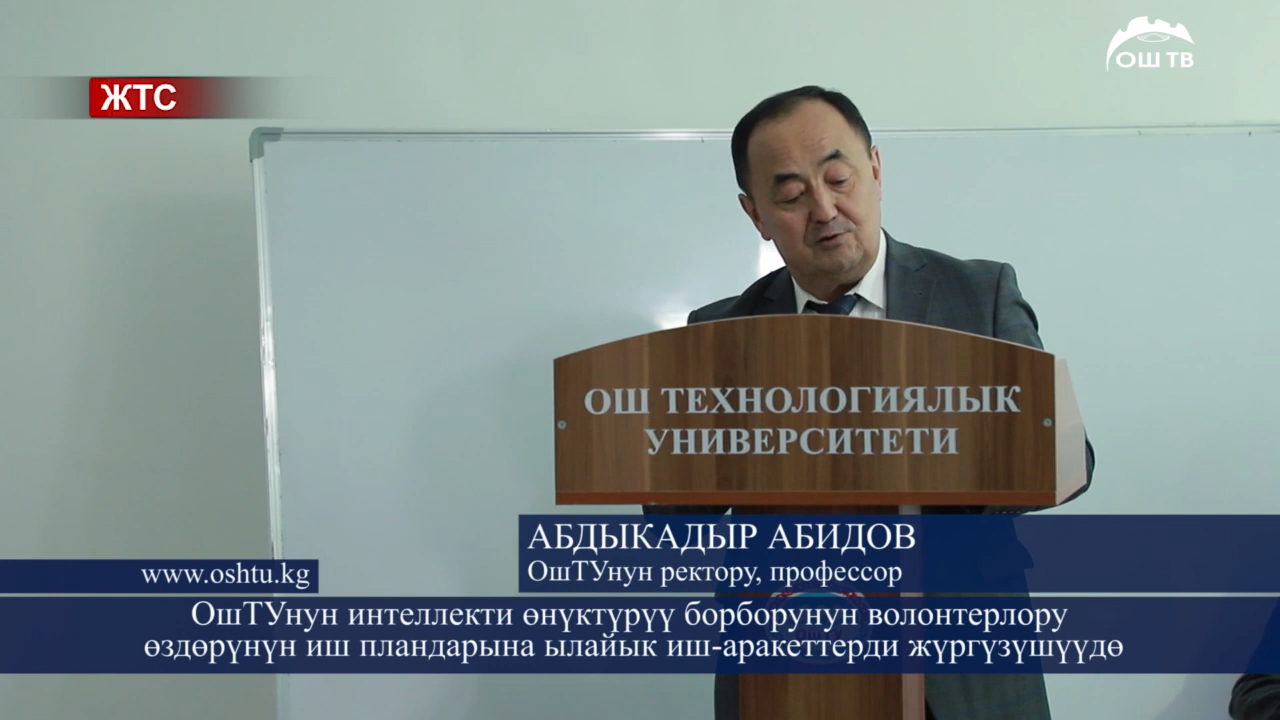 ОШ ТВ
ЖТС
ОШ ТЕХНОЛОГИЯЛЫК
УНИВЕРСИТЕТИ
АБДЫКАДЫР АБИДОВ
ОшТУнун ректору, профессор
www.oshtu.kg
ОшТУнун интеллекти өнүктүрүү борборунун волонтерлору
өздөрүнүн иш пландарына ылайык иш-аракеттерди жүргүзүшүүдө